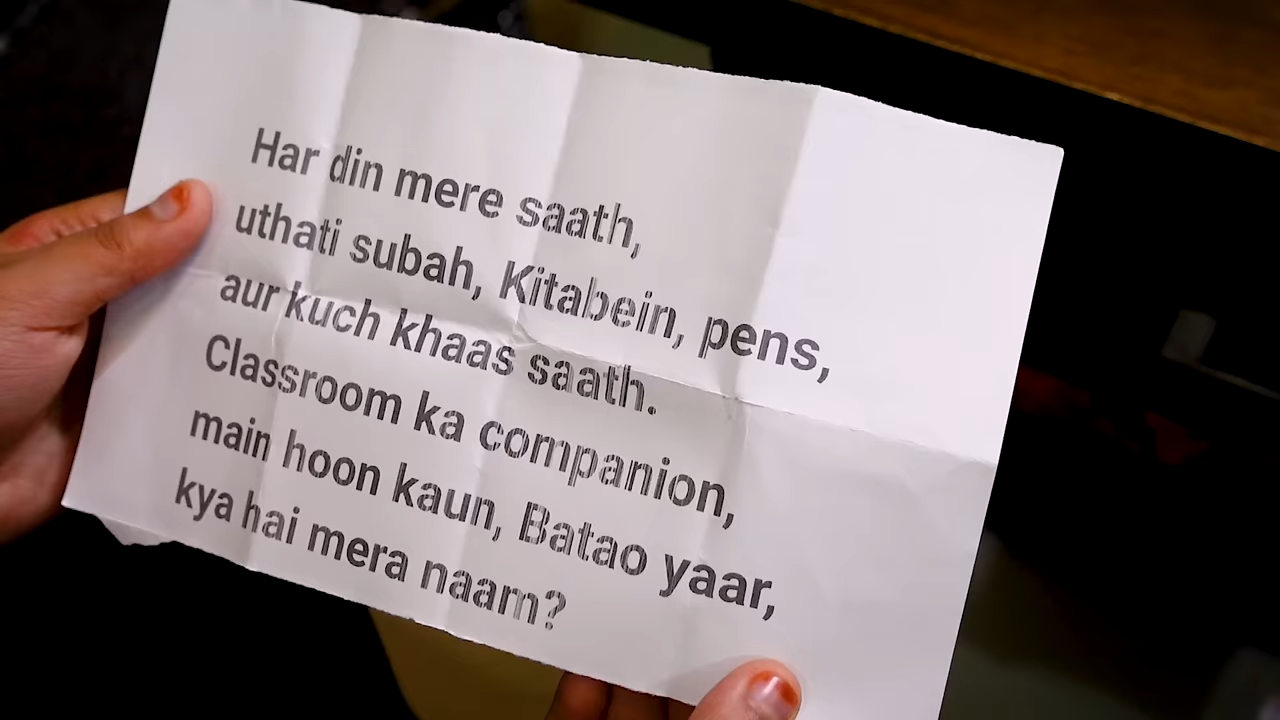 Har din mere saath,
uthati subah, Kitabein, pens,
aur kuch khaas saath.
Classroom ka companion,
main hoon kaun, Batao yaar,
kya hai mera naam?